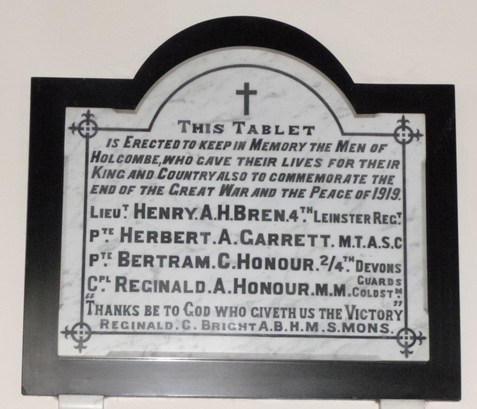 THIS TABLET
IS ERECTED TO KEEP IN MEMORY THE MEN OF
HOLCOMBE, WHO GAVE THEIR LIVES FOR THEIR
KING AND COUNTRY ALSO TO COMMEMORATE THE
END OF THE GREAT WAR AND THE PEACE OF 1919.
LIEUT HENRY.A.H.BREN.4TH LEINSTER REGT
PTE HERBERT.A.GARRETT. M.T.A.S.C
PTE BERTRAM.C.HONOUR.2/4TH DEVONS
CPL REGINALD.A.HONOUR.M.M. COLDSTM GUARDS
"THANKS BE TO GOD WHO GIVETH US THE VICTORY"
REGINALD.C.BRIGHT A.B.H.M.S.MONS.